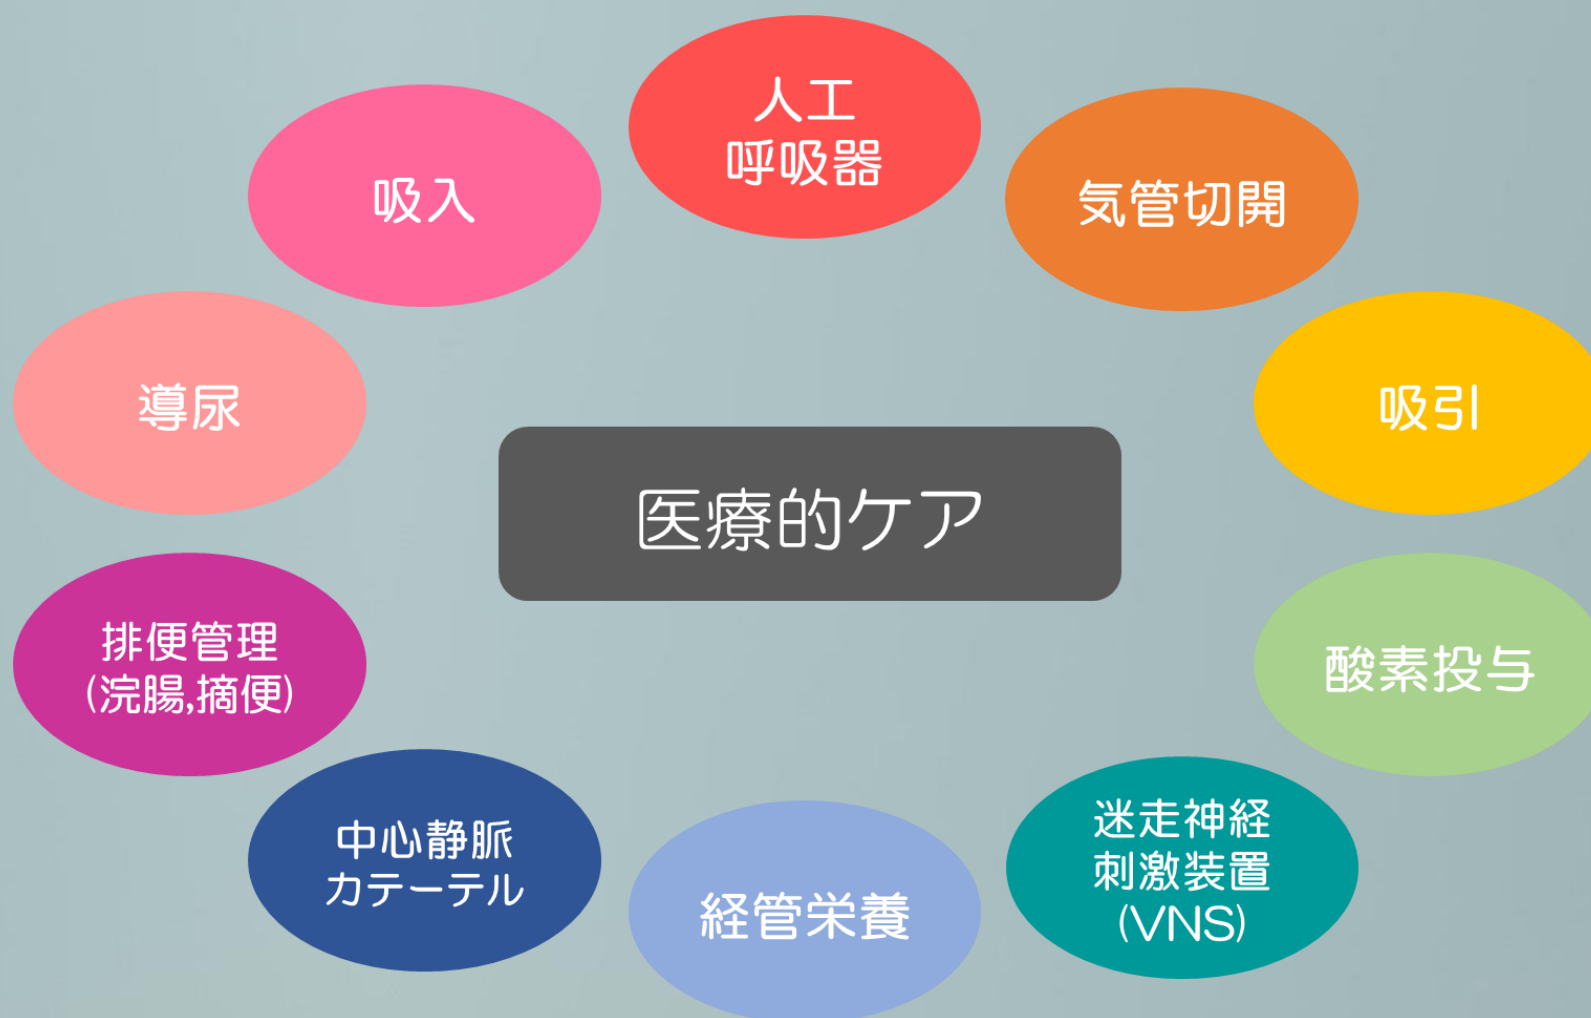 人工
呼吸器
吸入
気管切開
導尿
吸引
医療的ケア
排便管理
(浣腸,摘便)
酸素投与
中心静脈
カテーテル
経管栄養
迷走神経
刺激装置
(VNS)